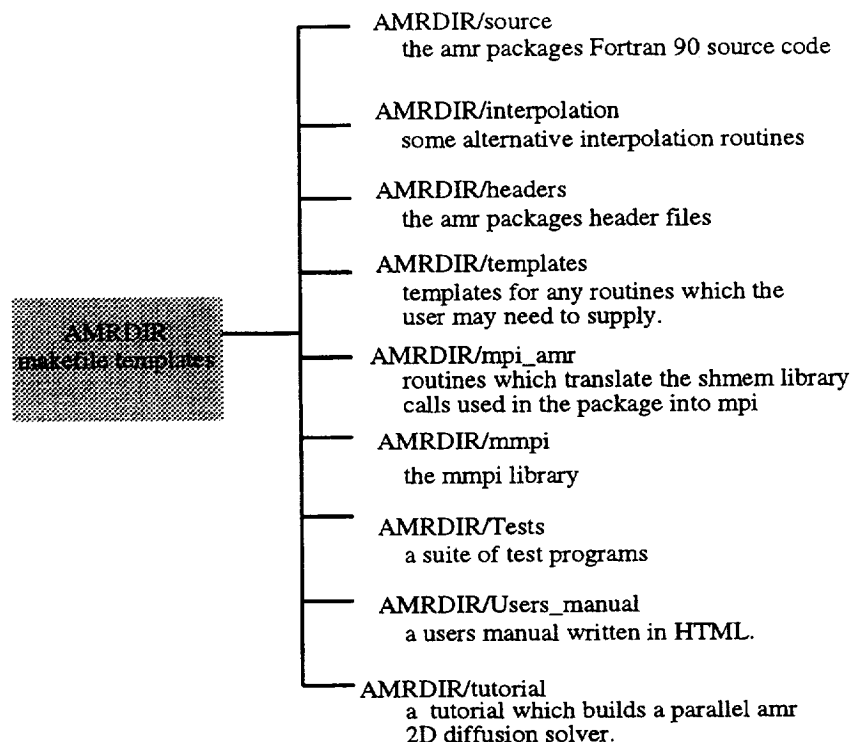 AMRDIR/source
the amr packages Fortran 90 source code
AMRDIR/interpolation
some alternative interpolation routines
AMRDIR/headers
the amr packages header files
AMRDIR/templates
templates for any routines which the
user may need to supply.
AMRDIR
makefile templates
AMRDIR/mpi_amr
routines which translate the shmem library
calls used in the package into mpi
AMRDIR/mmpi
the mmpi library
AMRDIR/Tests
a suite of test programs
AMRDIR/Users_manual
a users manual written in HTML.
AMRDIR/tutorial
a tutorial which builds a parallel amr
2D diffusion solver.